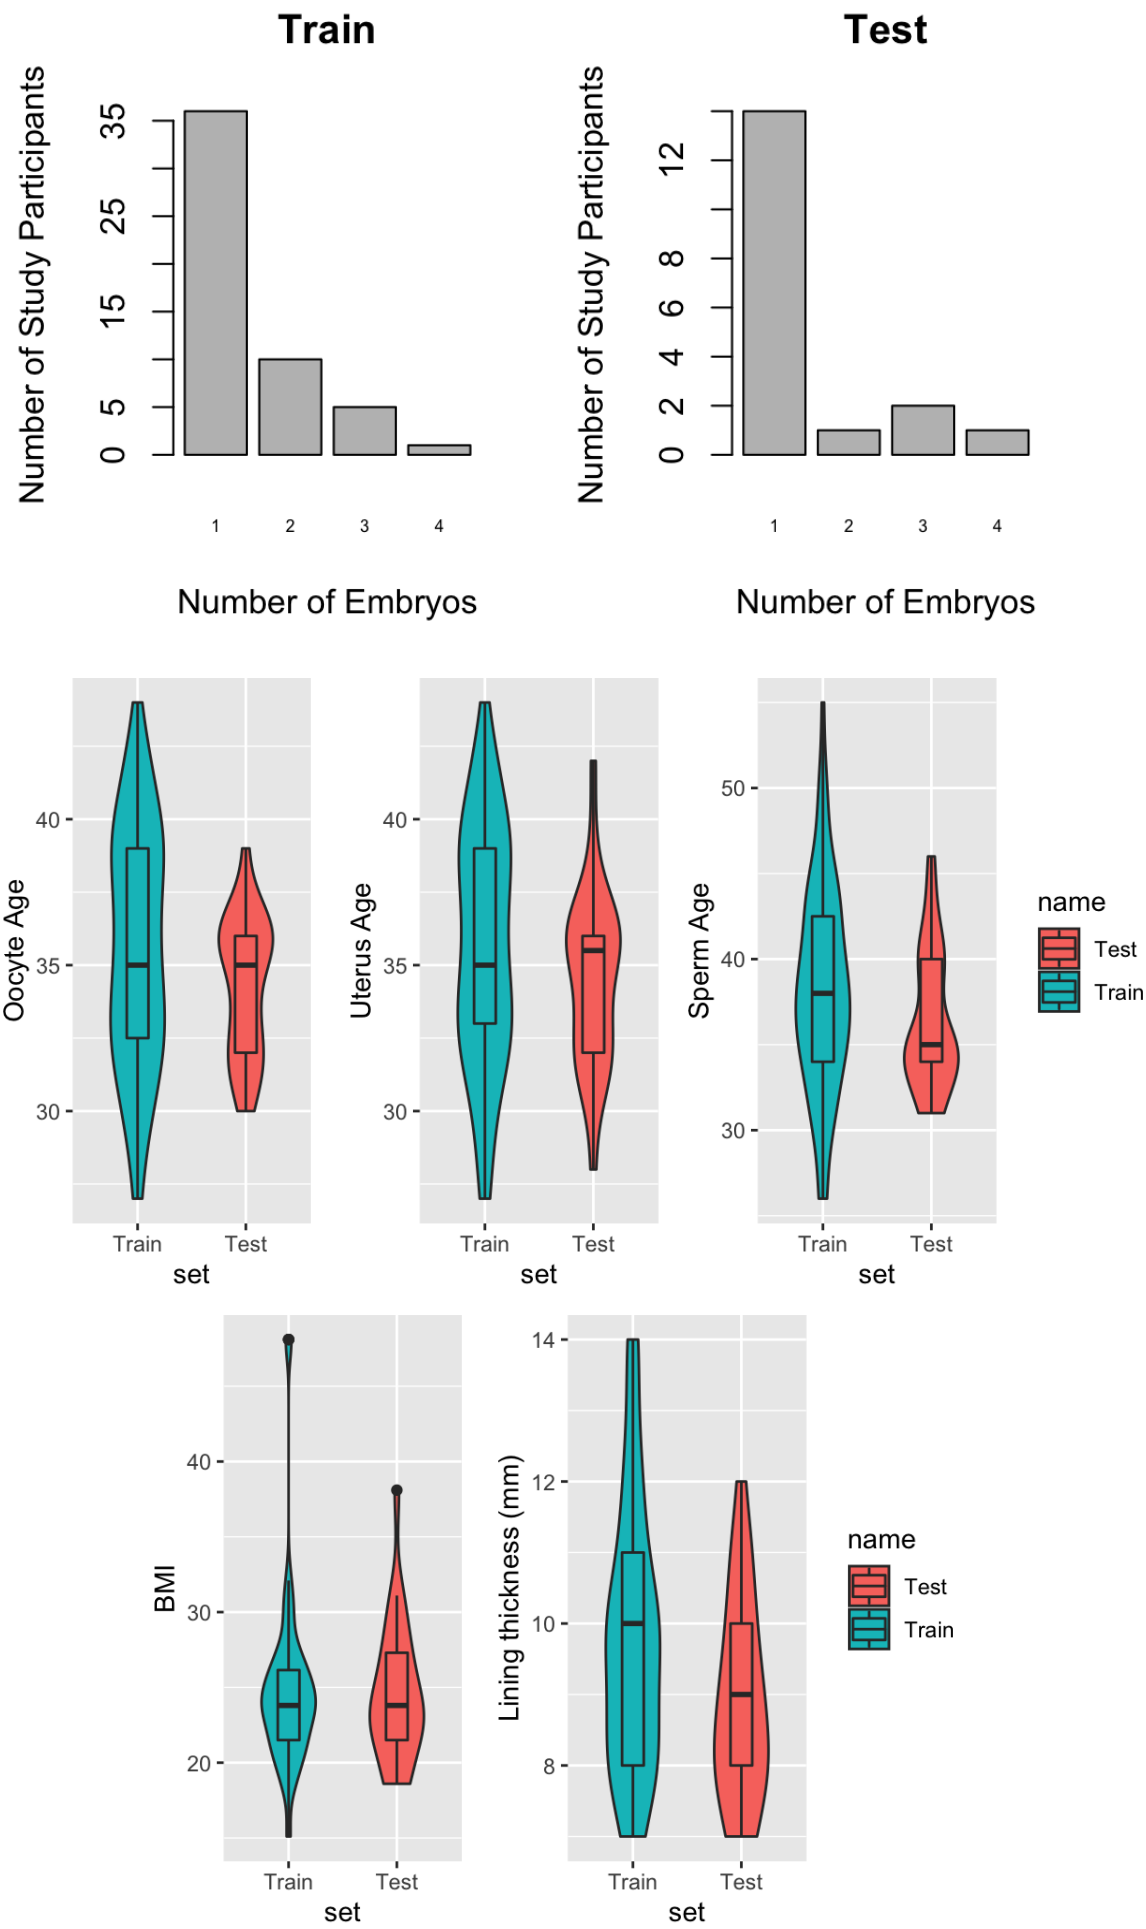 Train
Test
Number of Study Participants
35
25
15
5
0
1 2 3 4
Number of Embryos
Number of Study Participants
12
8
6
4
2
0
1 2 3 4
Number of Embryos
Oocyte Age
40
35
30
Train Test
set
Uterus Age
40
35
30
Train Test
set
Sperm Age
50
40
30
Train Test
set
name
Test
Train
BMI
40
30
20
Train Test
set
Lining thickness (mm)
14
12
10
8
Train Test
set
name
Test
Train